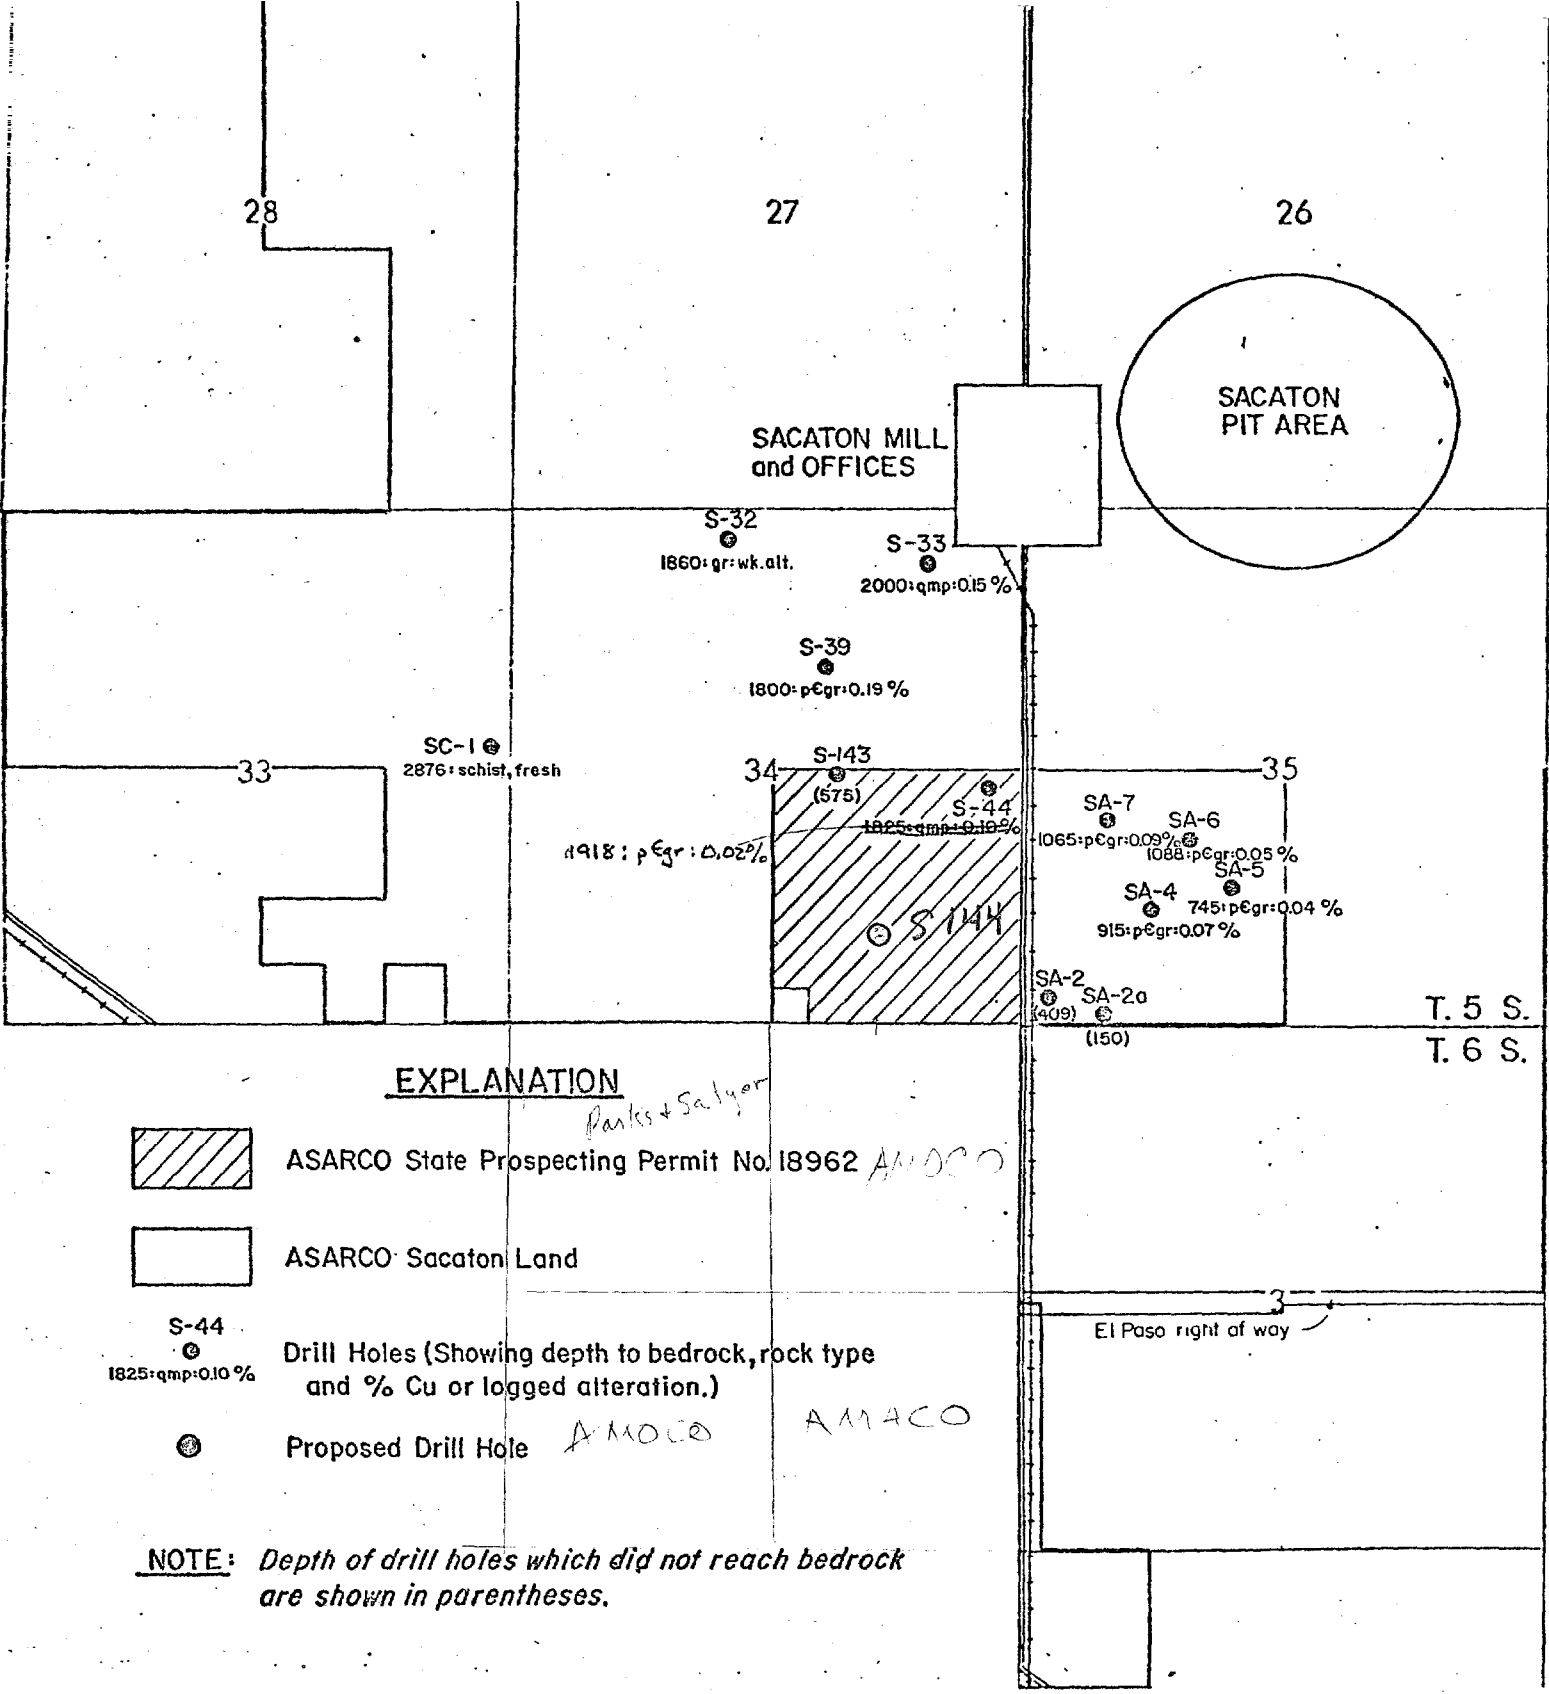 28
27
26
SACATON
PIT AREA
SACATON MILL
and OFFICES
S-32
1860:gr:wk.alt.
S-33
2000:qmp:0.15%
S-39
1800:p€gr:0.19%
SC-1
2876:schist,fresh
33
34
35
S-143
(575)
S-44
1825:qmp:0.10%
1918: p€gr: 0.02%
S 144
SA-7
1065:p€gr:0.09%
SA-6
1088:p€gr:0.05%
SA-5
745:p€gr:0.04%
SA-4
915:p€gr:0.07%
SA-2
(409)
SA-2a
(150)
T. 5 S.
T. 6 S.
EXPLANATION
Parks + Salyer
ASARCO State Prospecting Permit No. 18962
AMOCO
ASARCO Sacaton Land
3
El Paso right of way
S-44
1825:qmp:0.10%
Drill Holes (Showing depth to bedrock, rock type
and % Cu or logged alteration.)
Proposed Drill Hole
AMOCO
AMACO
NOTE: Depth of drill holes which did not reach bedrock
are shown in parentheses.